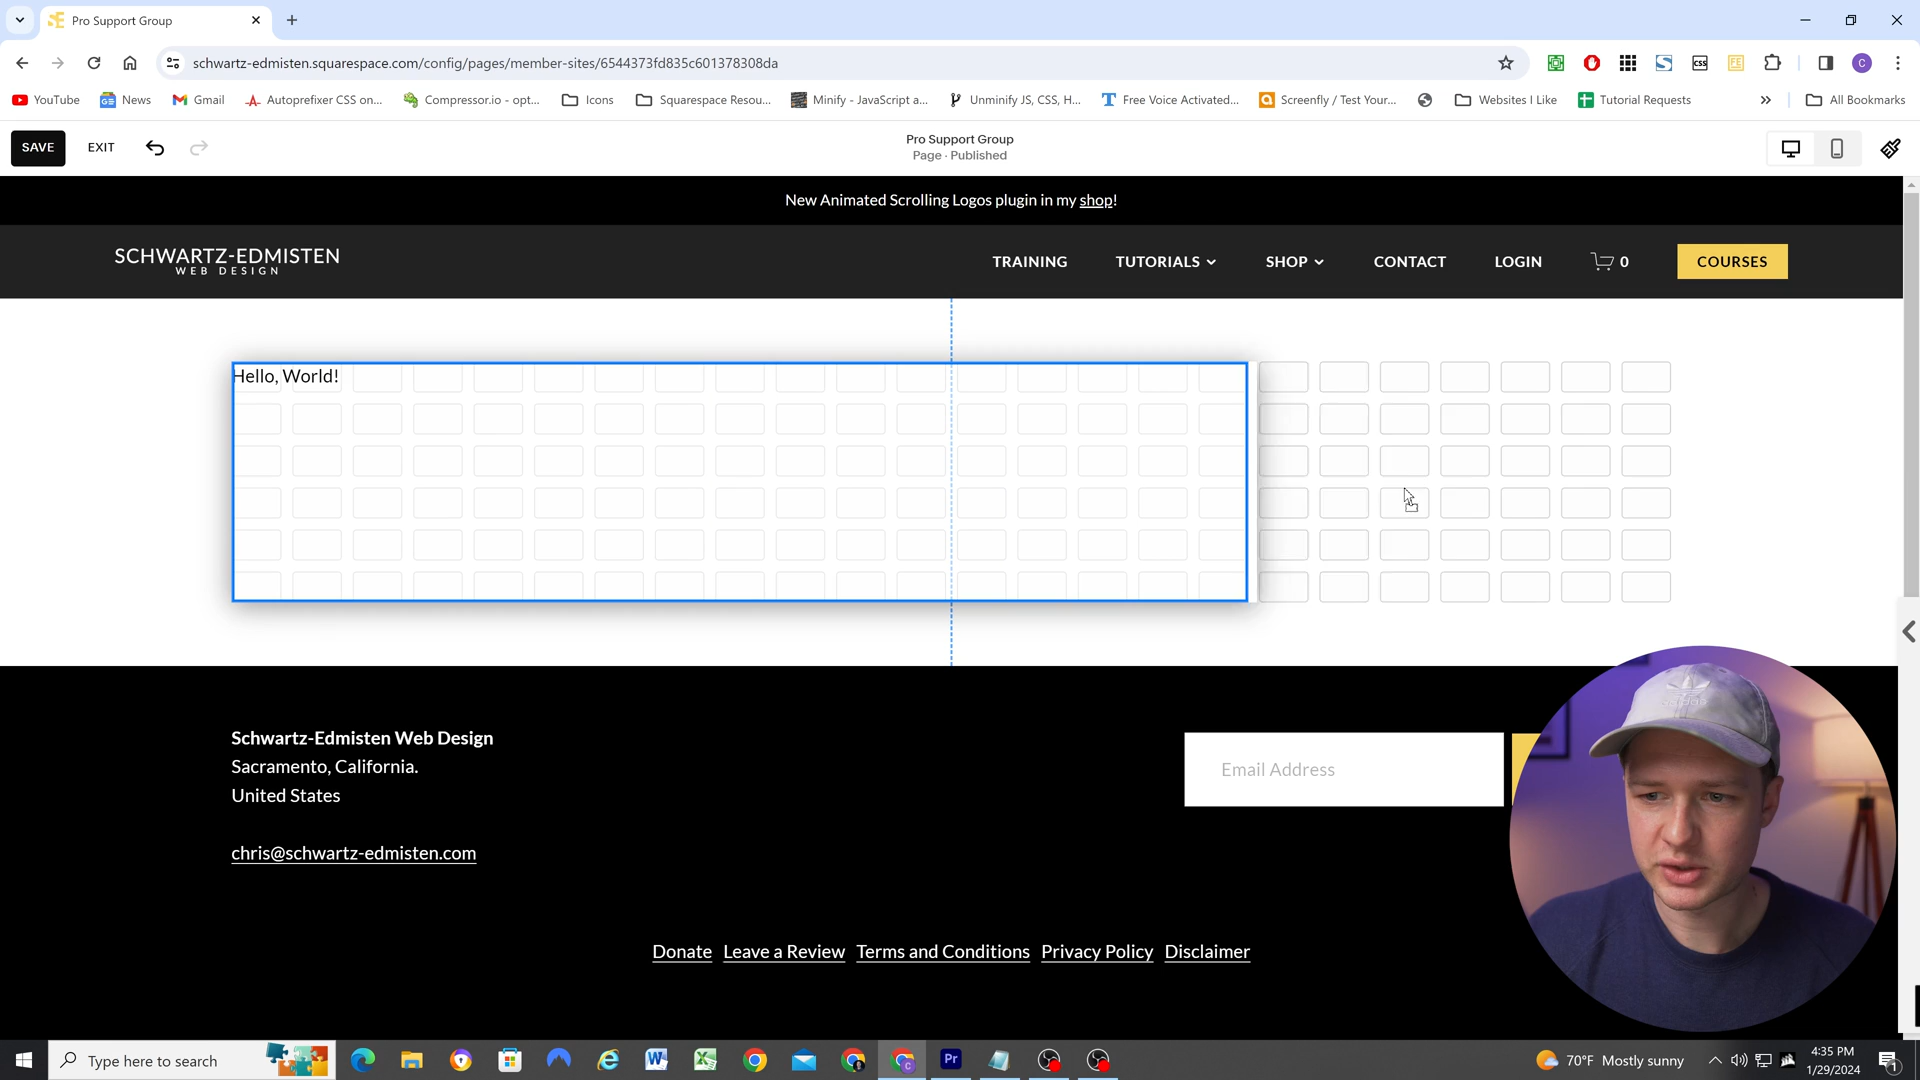 Pro Support Group
schwartz-edmisten.squarespace.com/config/pages/member-sites/6544373fd835c601378308da
YouTube News Gmail Autoprefixer CSS on... Compressor.io - opt... Icons Squarespace Resou... Minify - JavaScript a... Unminify JS, CSS, H... Free Voice Activated... Screenfly / Test Your... Websites I Like Tutorial Requests All Bookmarks
SAVE EXIT
Pro Support Group
Page · Published
New Animated Scrolling Logos plugin in my shop!
SCHWARTZ-EDMISTEN
WEB DESIGN
TRAINING TUTORIALS SHOP CONTACT LOGIN 0 COURSES
Hello, World!
Schwartz-Edmisten Web Design
Sacramento, California.
United States
chris@schwartz-edmisten.com
Email Address
Donate Leave a Review Terms and Conditions Privacy Policy Disclaimer
Type here to search
70°F Mostly sunny
4:35 PM
1/29/2024